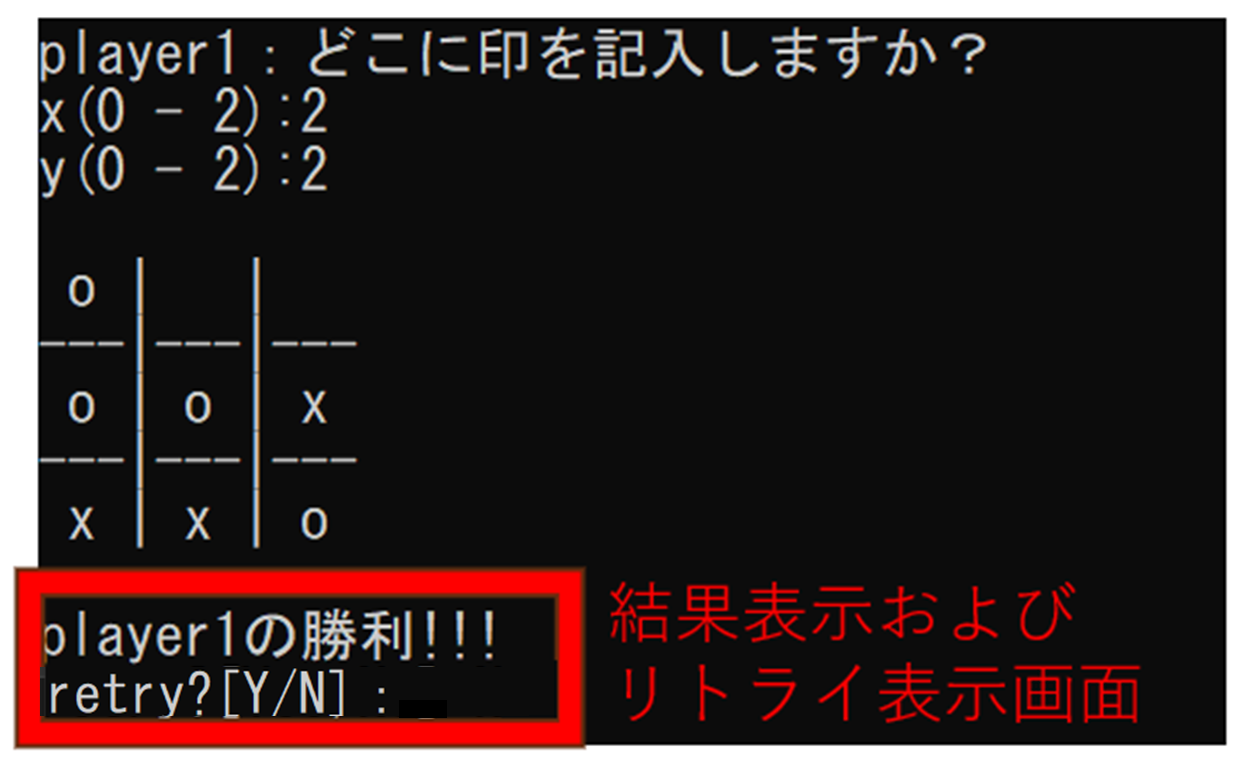 player1：どこに印を記入しますか？
x(0 - 2):2
y(0 - 2):2
o | |
---|---|---
o | o | x
---|---|---
x | x | o
player1の勝利!!!
retry?[Y/N]：
結果表示および
リトライ表示画面